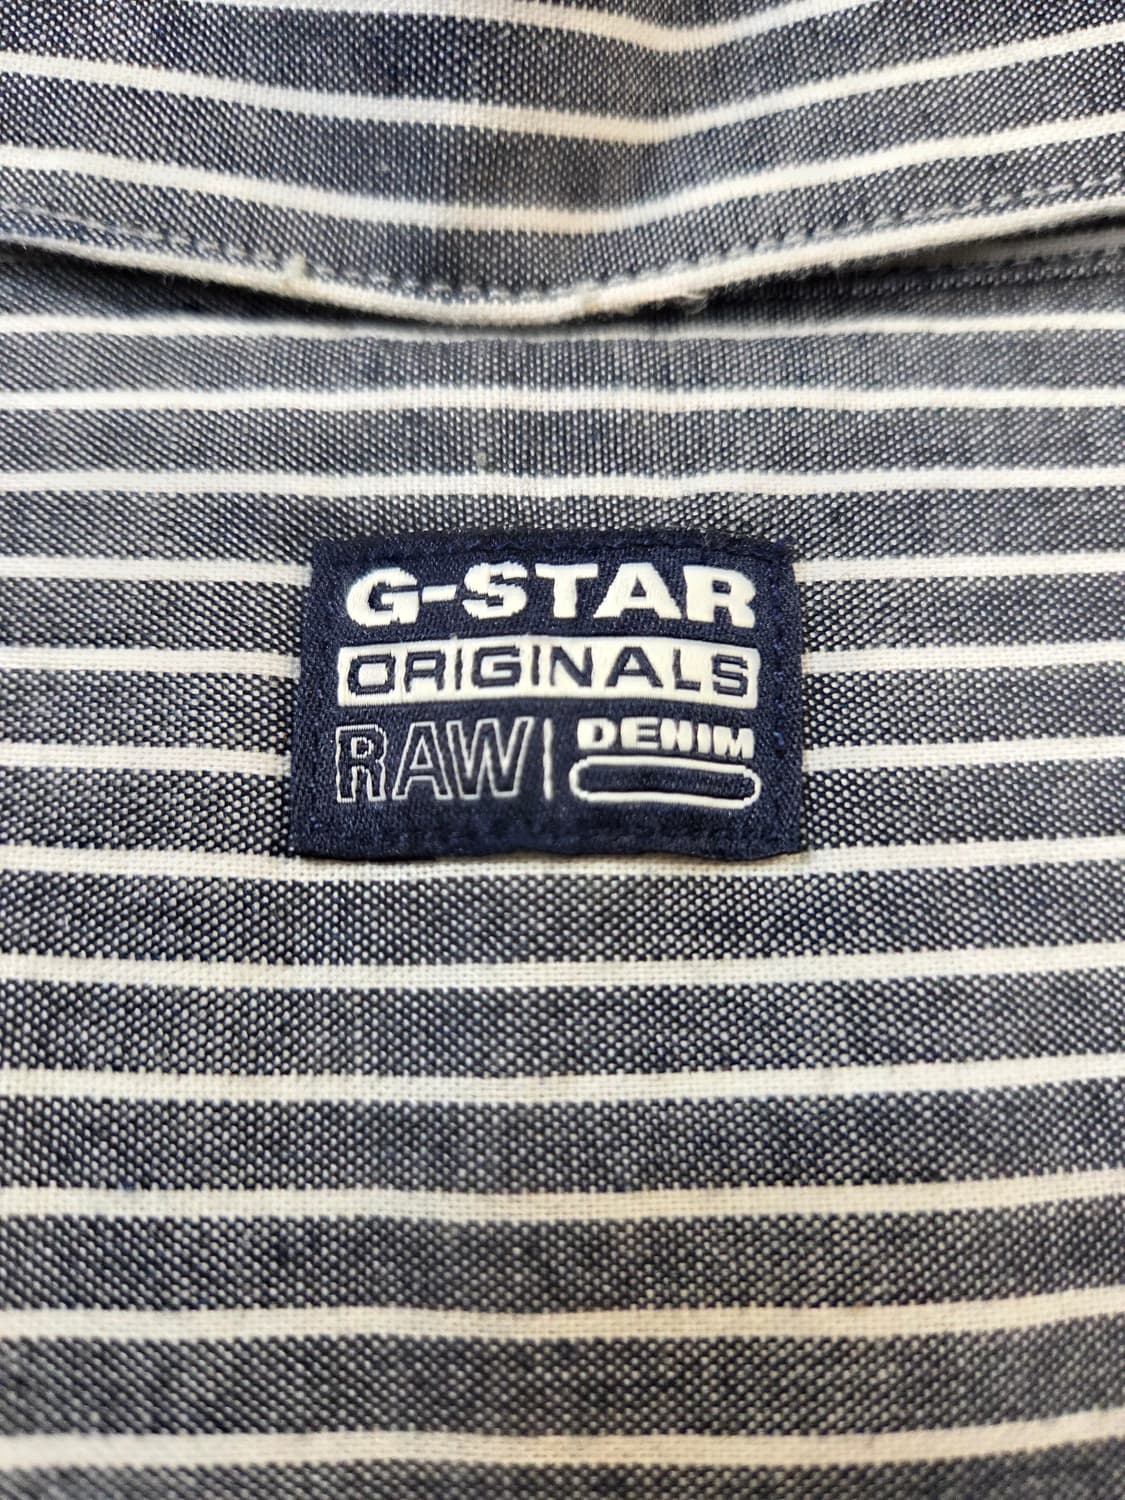 G-STAR
ORIGINALS
RAW | DENIM